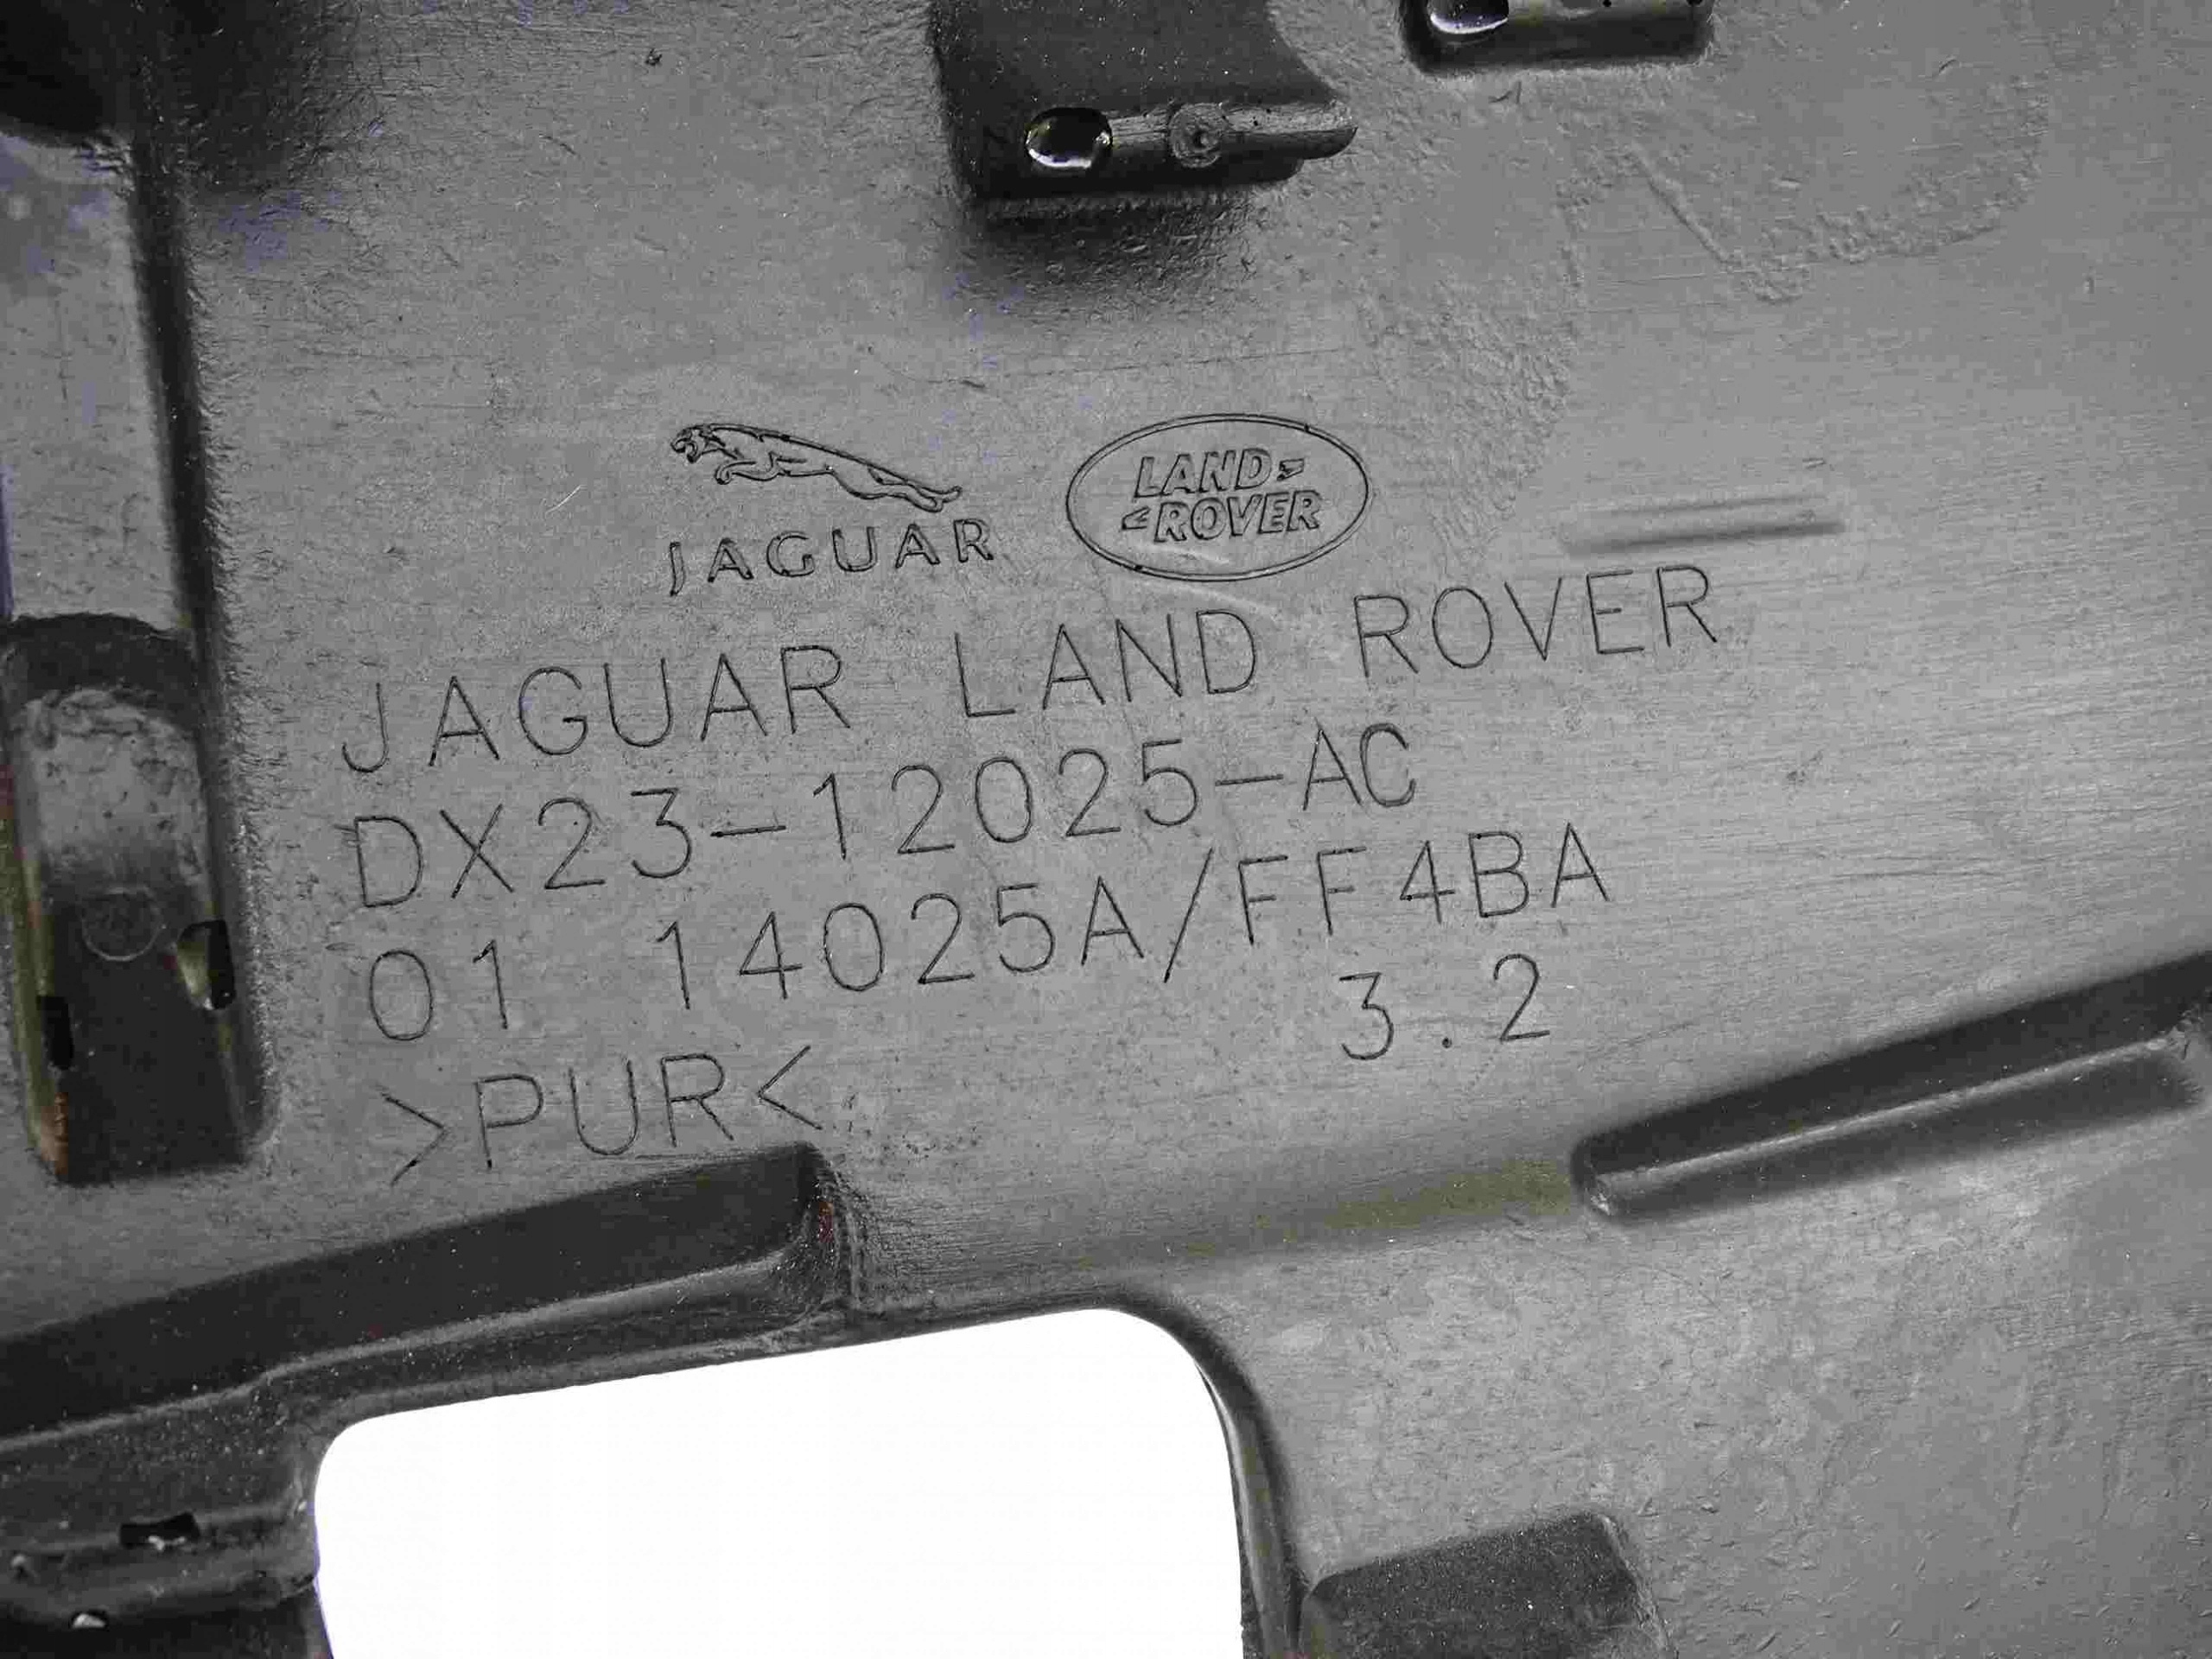 JAGUAR
LAND
ROVER
JAGUAR LAND ROVER
DX23-12025-AC
01 14025A/FF4BA
3.2
>PUR<